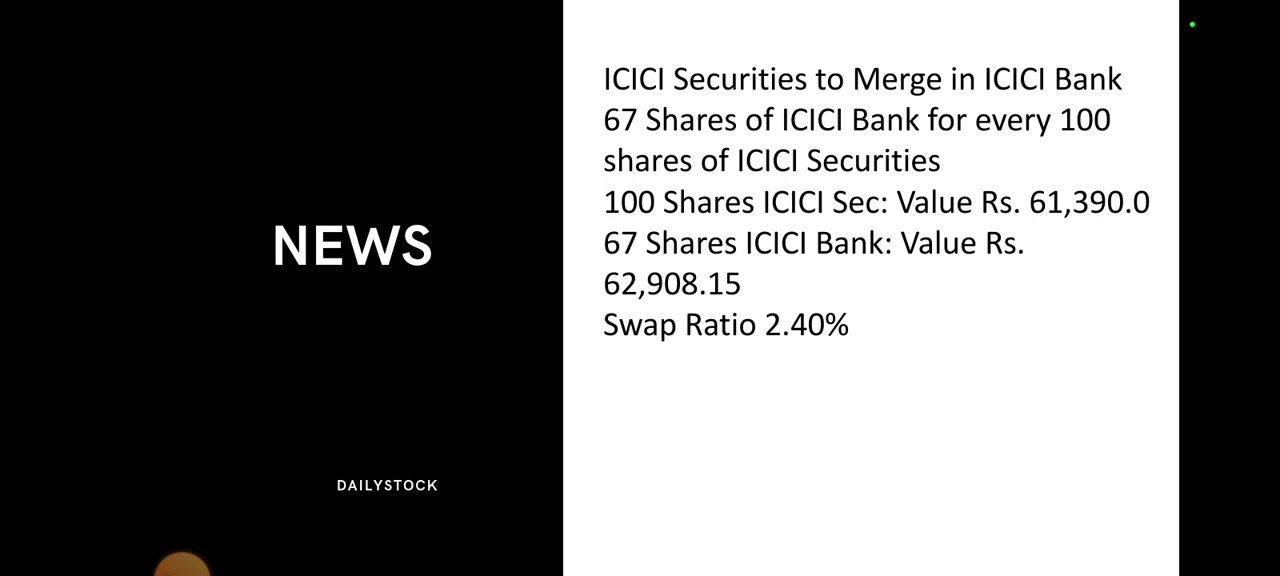 NEWS
DAILYSTOCK
ICICI Securities to Merge in ICICI Bank
67 Shares of ICICI Bank for every 100
shares of ICICI Securities
100 Shares ICICI Sec: Value Rs. 61,390.0
67 Shares ICICI Bank: Value Rs.
62,908.15
Swap Ratio 2.40%